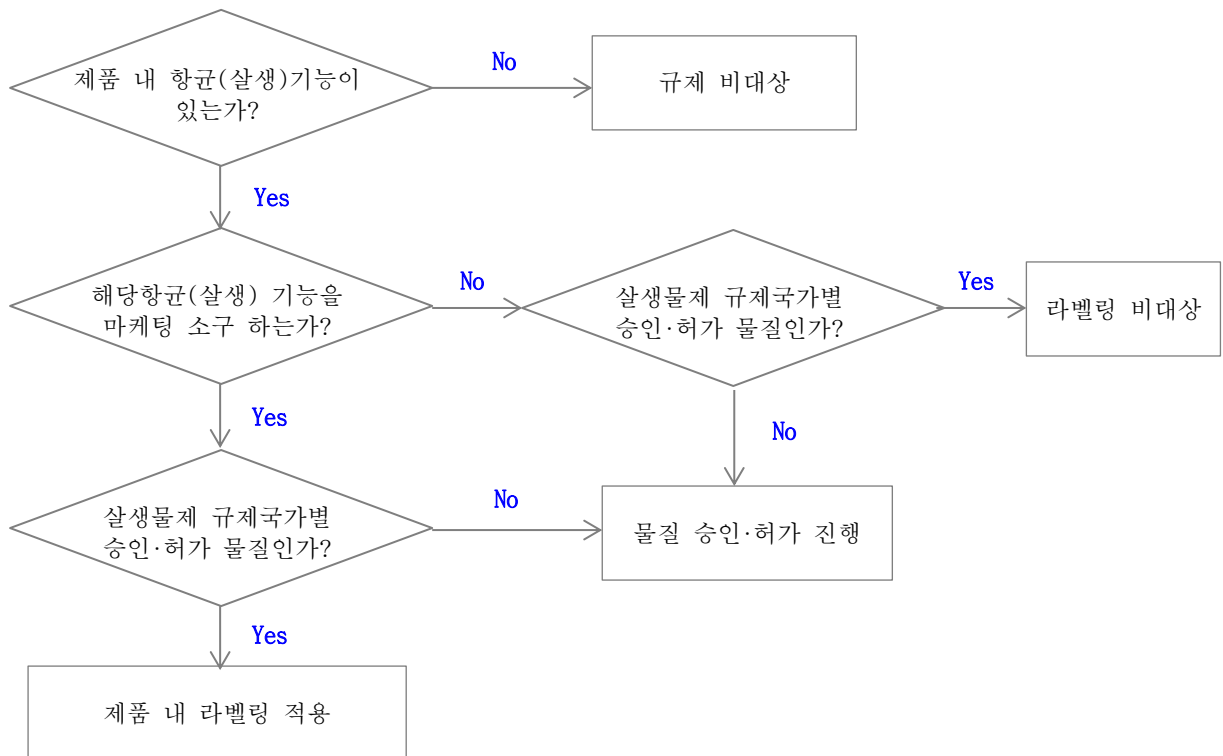 제품 내 항균(살생)기능이
있는가?
No
규제 비대상
Yes
해당항균(살생) 기능을
마케팅 소구 하는가?
No
살생물제 규제국가별
승인·허가 물질인가?
Yes
라벨링 비대상
Yes
No
살생물제 규제국가별
승인·허가 물질인가?
No
물질 승인·허가 진행
Yes
제품 내 라벨링 적용